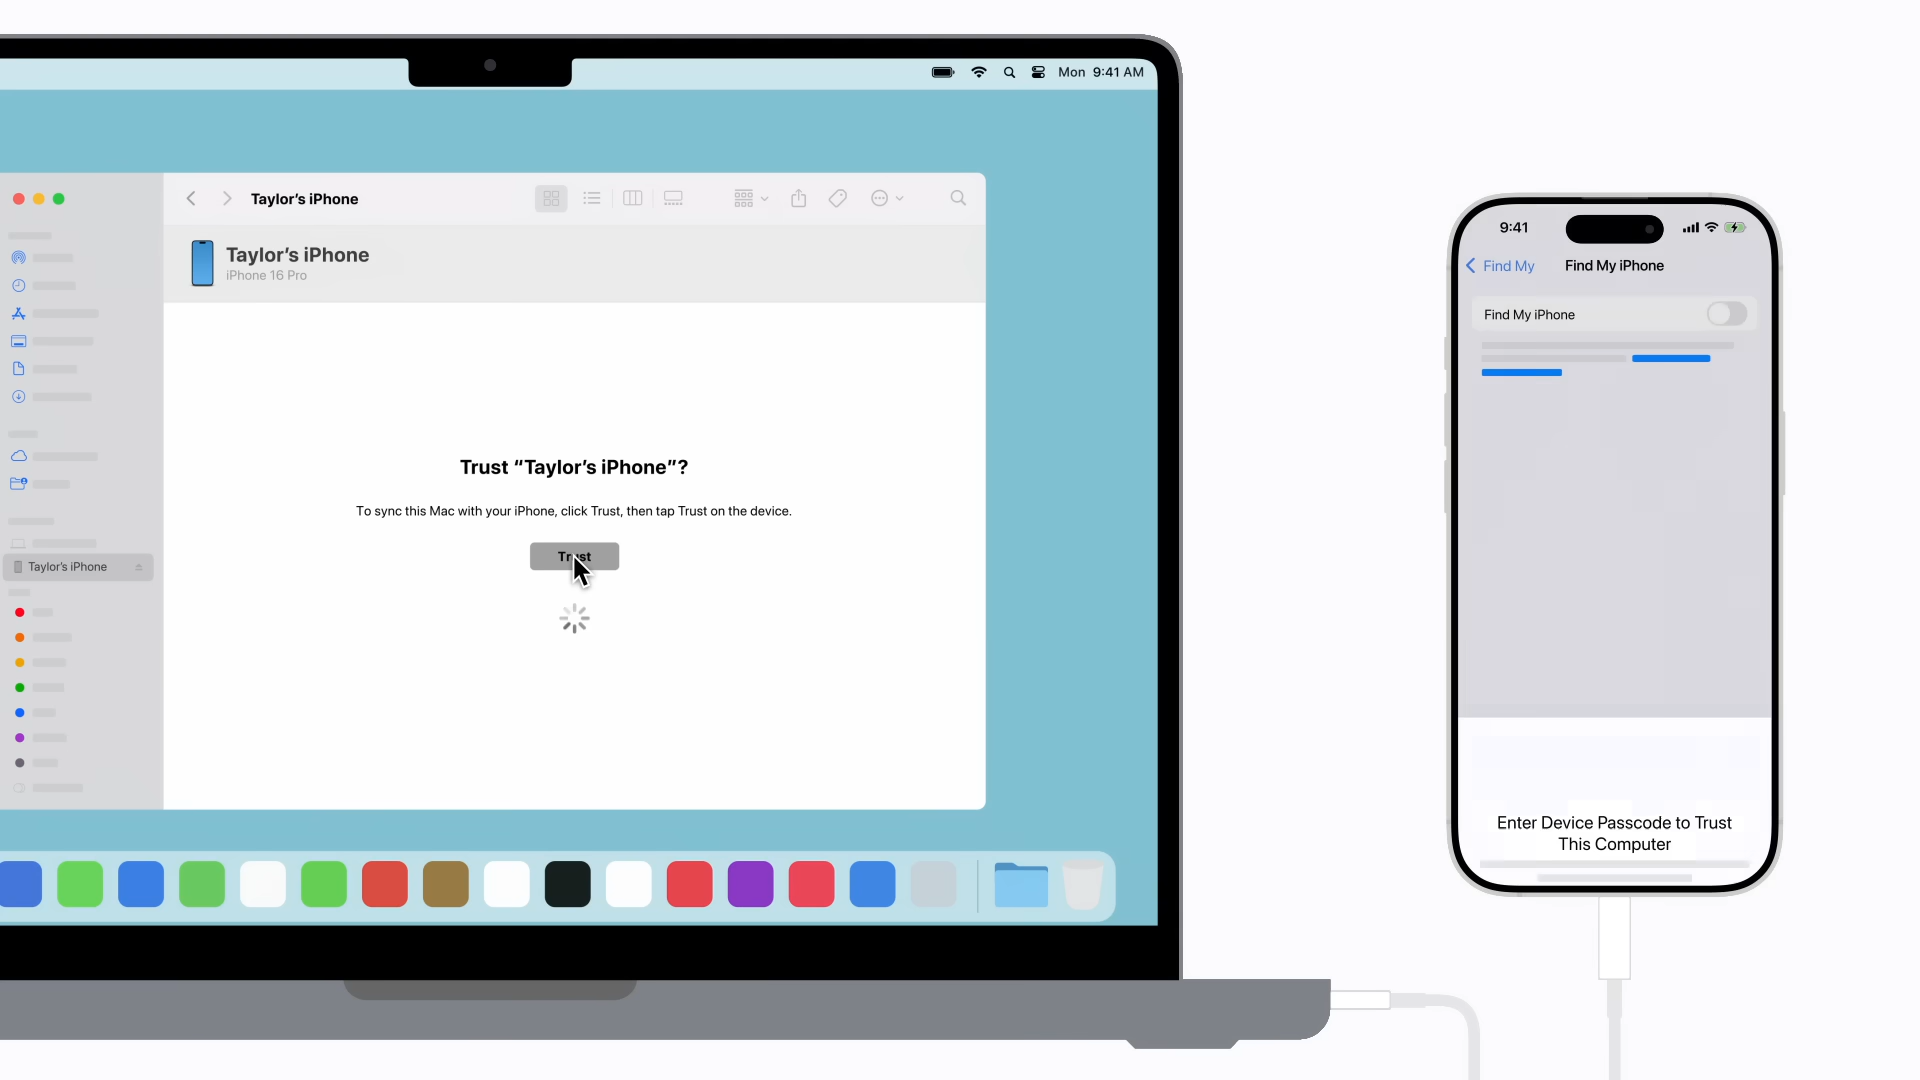 Mon 9:41 AM
Taylor’s iPhone
Taylor’s iPhone
iPhone 16 Pro
Trust “Taylor’s iPhone”?
To sync this Mac with your iPhone, click Trust, then tap Trust on the device.
Trust
Taylor’s iPhone
9:41
Find My
Find My iPhone
Find My iPhone
Enter Device Passcode to Trust
This Computer